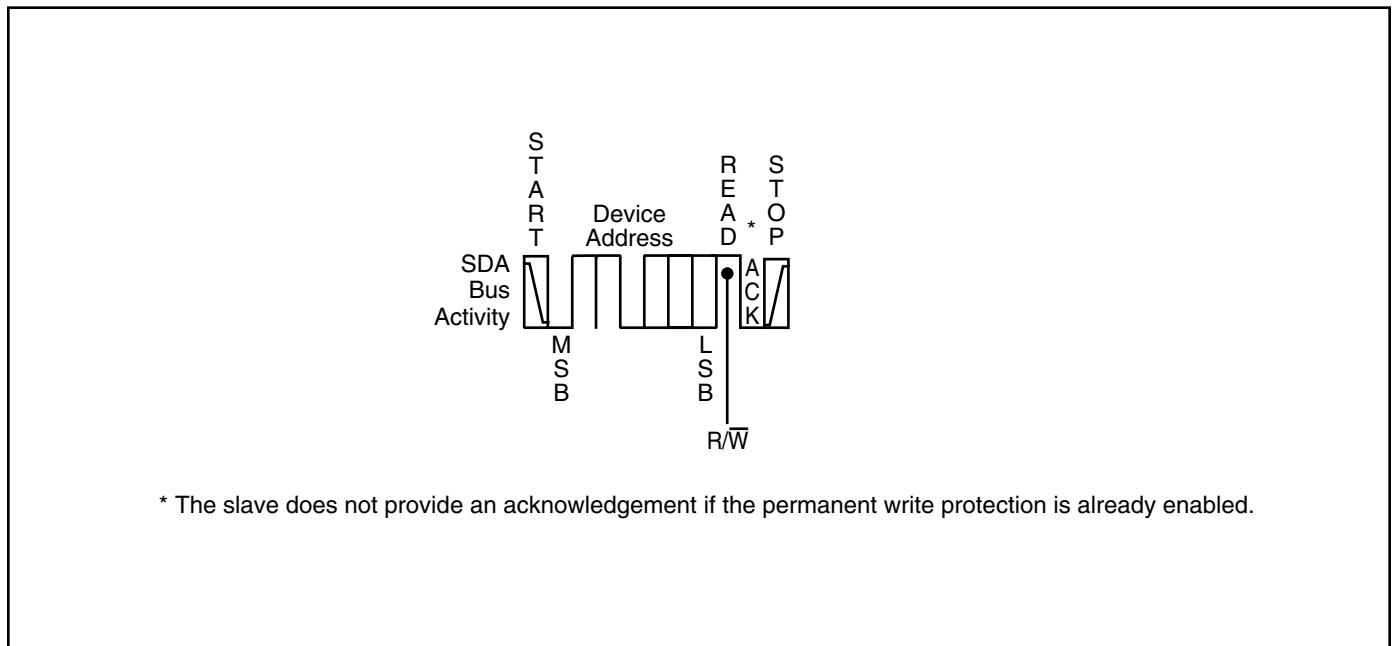 START
READ
STOP
Device
Address
*
SDA
Bus
Activity
ACK
MSB
LSB
R/W̅
* The slave does not provide an acknowledgement if the permanent write protection is already enabled.